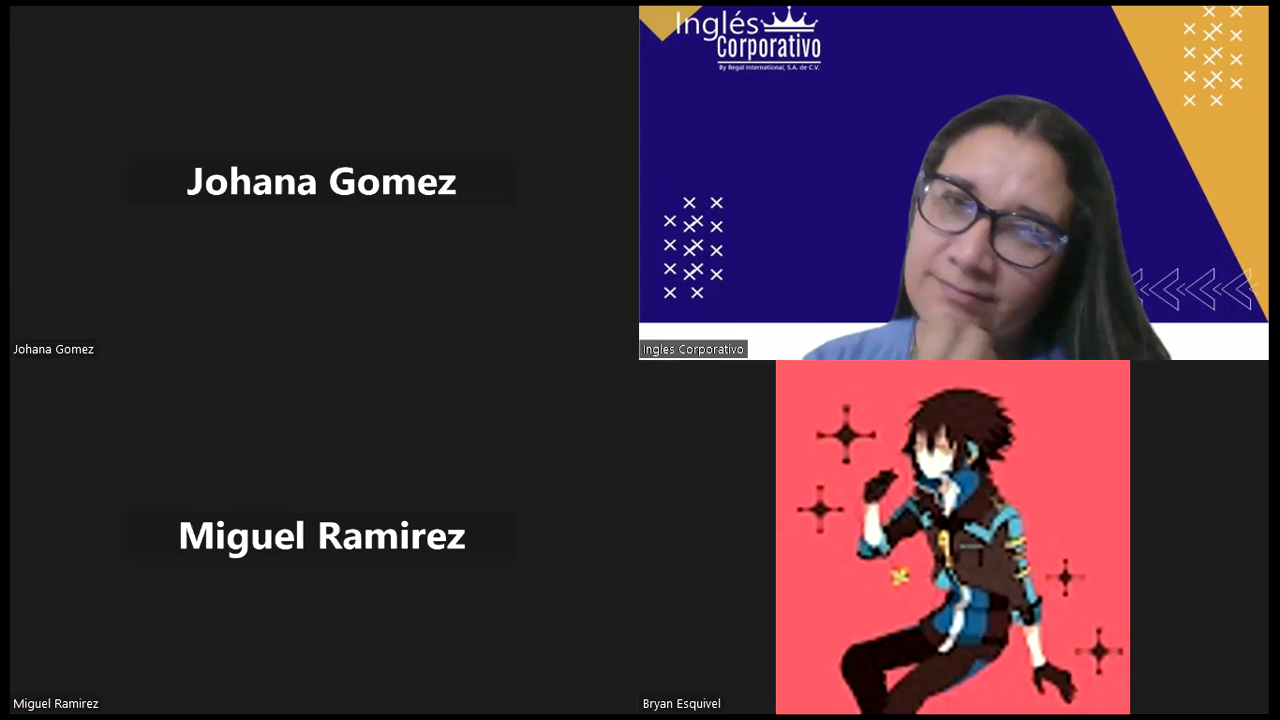 Johana Gomez
Johana Gomez
Inglés
Corporativo
By Regal International, S.A. de C.V.
Ingles Corporativo
Miguel Ramirez
Miguel Ramirez
Bryan Esquivel